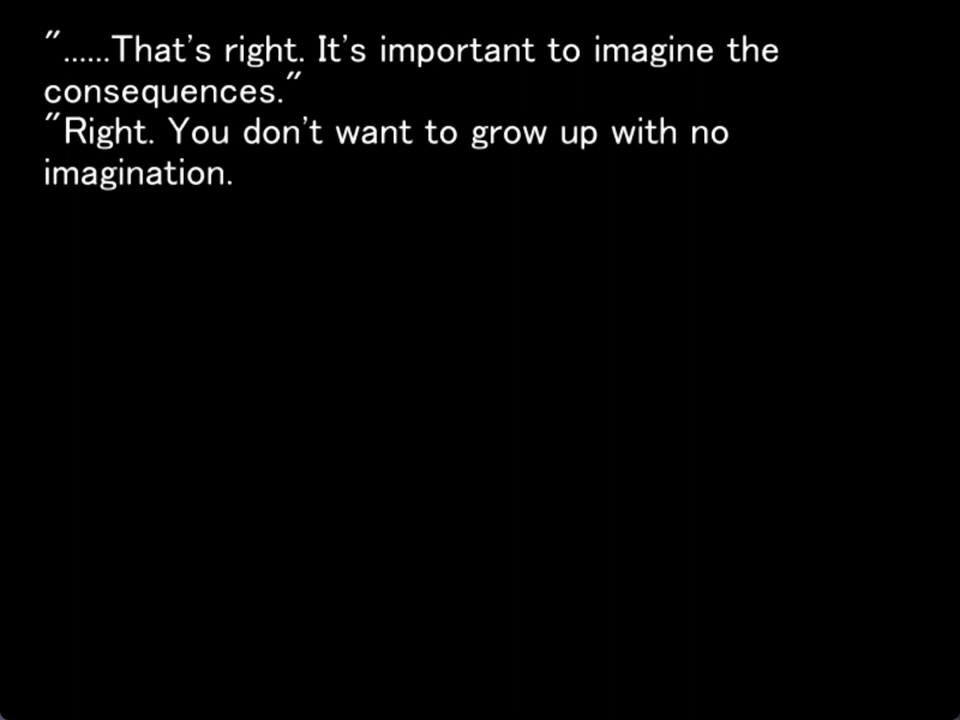 "......That's right. It's important to imagine the
consequences."
"Right. You don't want to grow up with no
imagination.